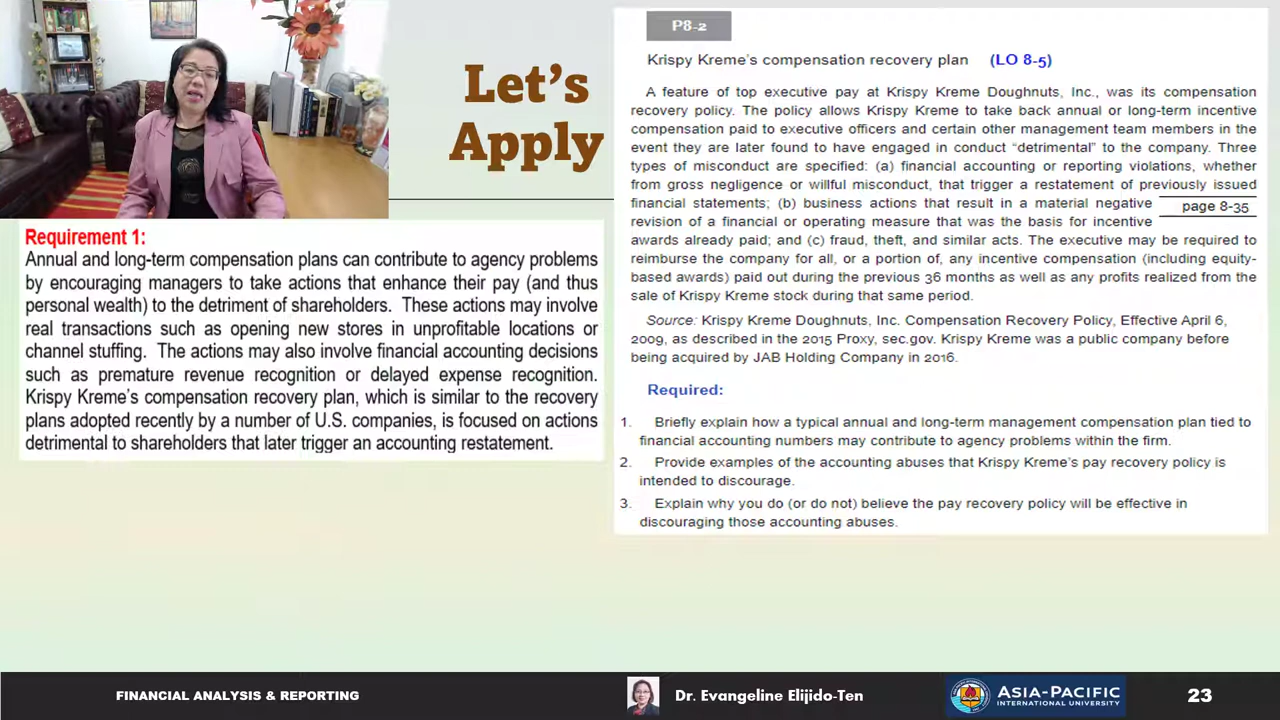 Let's
Apply
P8-2
Krispy Kreme's compensation recovery plan (LO 8-5)
A feature of top executive pay at Krispy Kreme Doughnuts, Inc., was its compensation
recovery policy. The policy allows Krispy Kreme to take back annual or long-term incentive
compensation paid to executive officers and certain other management team members in the
event they are later found to have engaged in conduct "detrimental" to the company. Three
types of misconduct are specified: (a) financial accounting or reporting violations, whether
from gross negligence or willful misconduct, that trigger a restatement of previously issued
financial statements; (b) business actions that result in a material negative
page 8-35
revision of a financial or operating measure that was the basis for incentive
awards already paid; and (c) fraud, theft, and similar acts. The executive may be required to
reimburse the company for all, or a portion of, any incentive compensation (including equity-
based awards) paid out during the previous 36 months as well as any profits realized from the
sale of Krispy Kreme stock during that same period.
Source: Krispy Kreme Doughnuts, Inc. Compensation Recovery Policy, Effective April 6,
2009, as described in the 2015 Proxy, sec.gov. Krispy Kreme was a public company before
being acquired by JAB Holding Company in 2016.
Required:
1. Briefly explain how a typical annual and long-term management compensation plan tied to
financial accounting numbers may contribute to agency problems within the firm.
2. Provide examples of the accounting abuses that Krispy Kreme's pay recovery policy is
intended to discourage.
3. Explain why you do (or do not) believe the pay recovery policy will be effective in
discouraging those accounting abuses.
Requirement 1:
Annual and long-term compensation plans can contribute to agency problems
by encouraging managers to take actions that enhance their pay (and thus
personal wealth) to the detriment of shareholders. These actions may involve
real transactions such as opening new stores in unprofitable locations or
channel stuffing. The actions may also involve financial accounting decisions
such as premature revenue recognition or delayed expense recognition.
Krispy Kreme's compensation recovery plan, which is similar to the recovery
plans adopted recently by a number of U.S. companies, is focused on actions
detrimental to shareholders that later trigger an accounting restatement.
FINANCIAL ANALYSIS & REPORTING
Dr. Evangeline Elijido-Ten
ASIA-PACIFIC
INTERNATIONAL UNIVERSITY
23